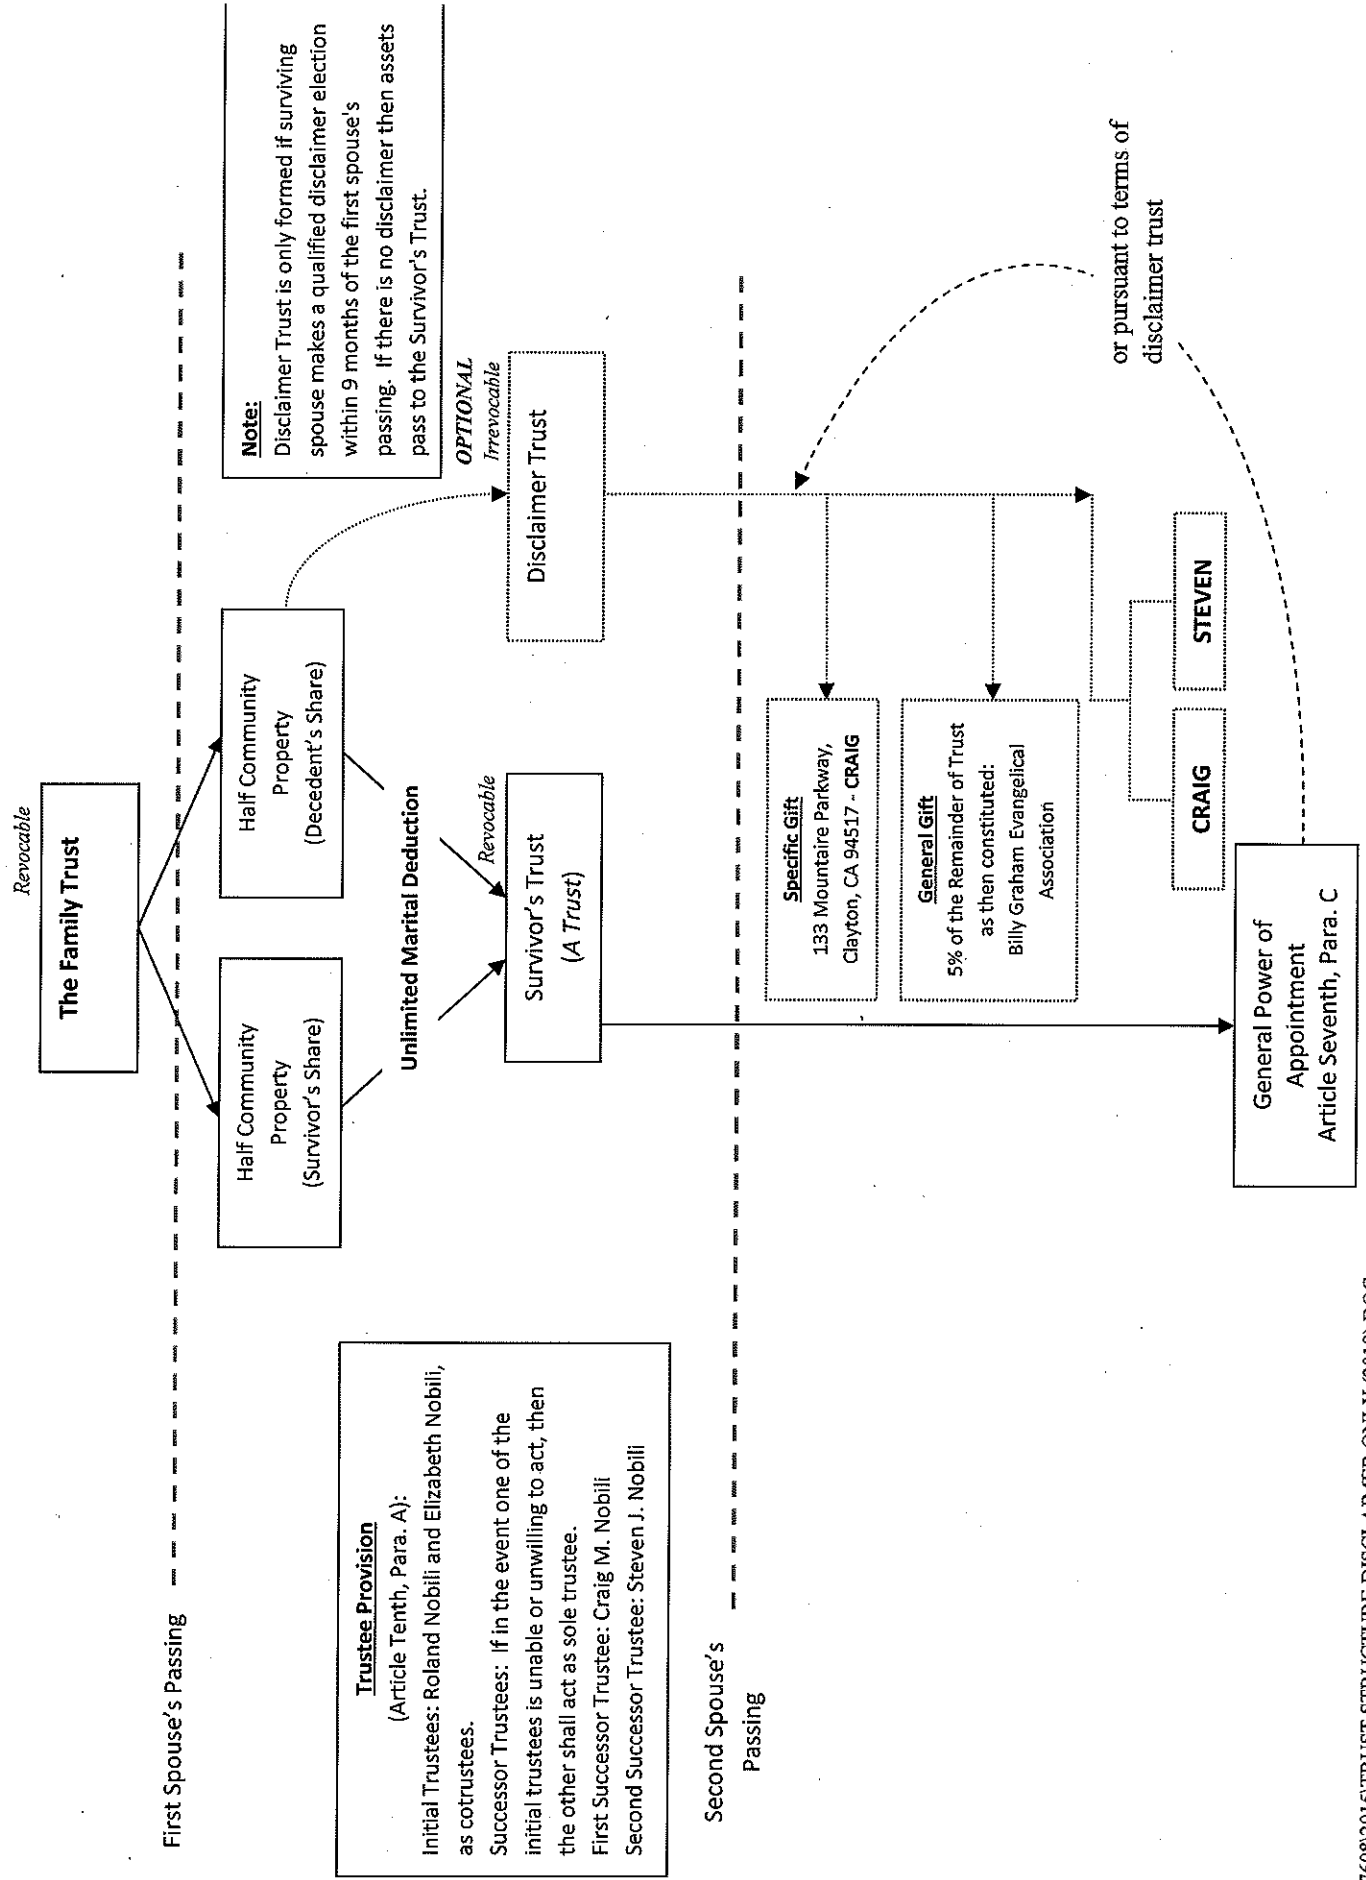 Revocable
The Family Trust
First Spouse's Passing
Half Community
Property
(Survivor's Share)
Half Community
Property
(Decedent's Share)
Note:
Disclaimer Trust is only formed if surviving
spouse makes a qualified disclaimer election
within 9 months of the first spouse's
passing. If there is no disclaimer then assets
pass to the Survivor's Trust.
Trustee Provision
(Article Tenth, Para. A):
Initial Trustees: Roland Nobili and Elizabeth Nobili,
as cotrustees.
Successor Trustees: If in the event one of the
initial trustees is unable or unwilling to act, then
the other shall act as sole trustee.
First Successor Trustee: Craig M. Nobili
Second Successor Trustee: Steven J. Nobili
Unlimited Marital Deduction
Revocable
Survivor's Trust
(A Trust)
OPTIONAL
Irrevocable
Disclaimer Trust
Second Spouse's
Passing
Specific Gift
133 Mountaire Parkway,
Clayton, CA 94517 - CRAIG
General Gift
5% of the Remainder of Trust
as then constituted:
Billy Graham Evangelical
Association
or pursuant to terms of
disclaimer trust
CRAIG
STEVEN
General Power of
Appointment
Article Seventh, Para. C